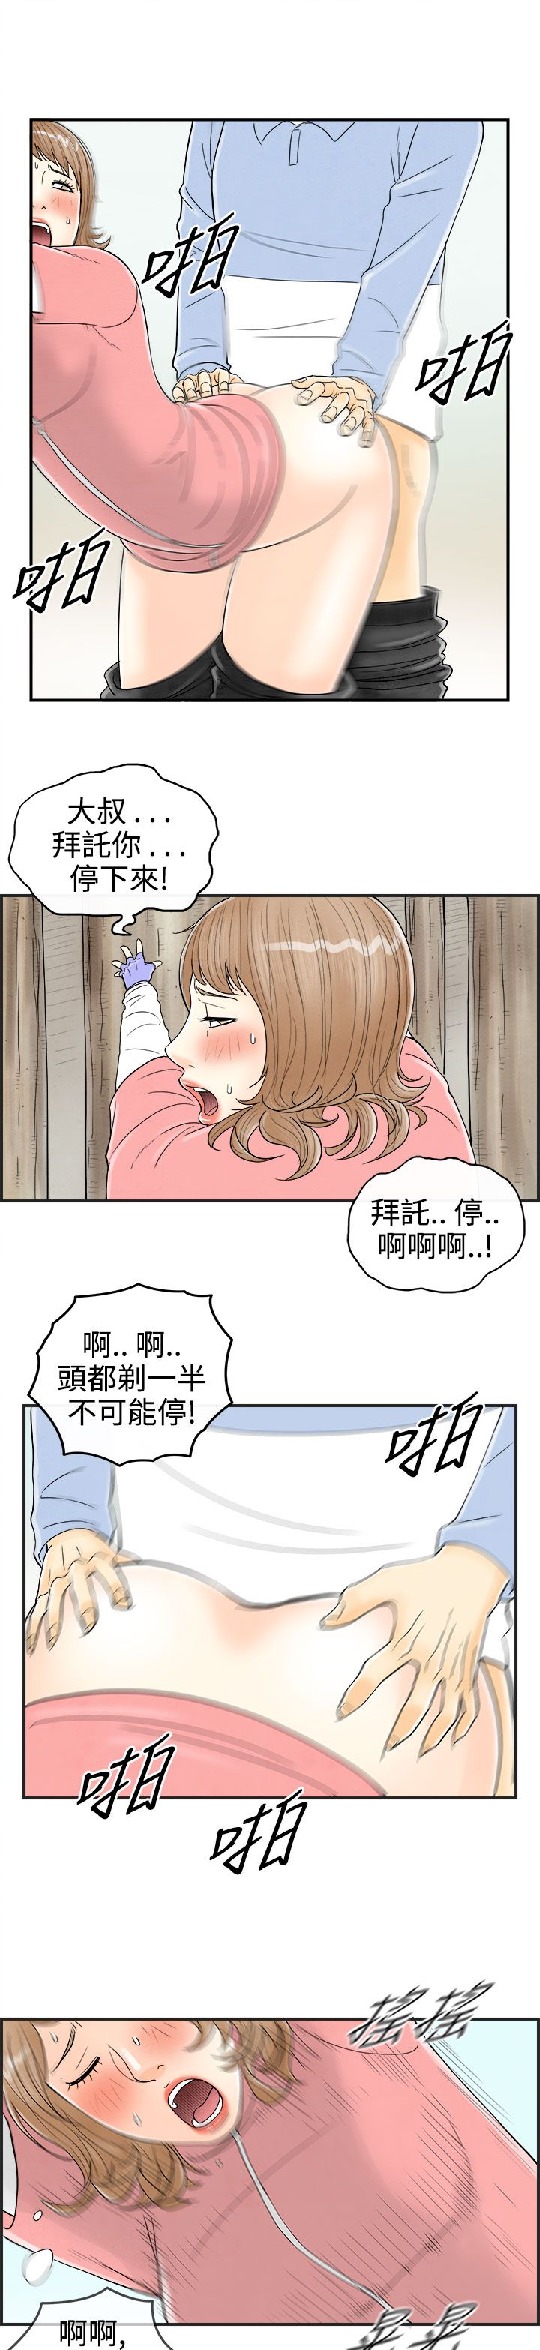 啪
啪
啪
大叔...
拜託你...
停下來!
拜託.. 停..
啊啊啊..!
啊.. 啊..
頭都剃一半
不可能停!
啪
啪
啪
搖搖
啊啊,